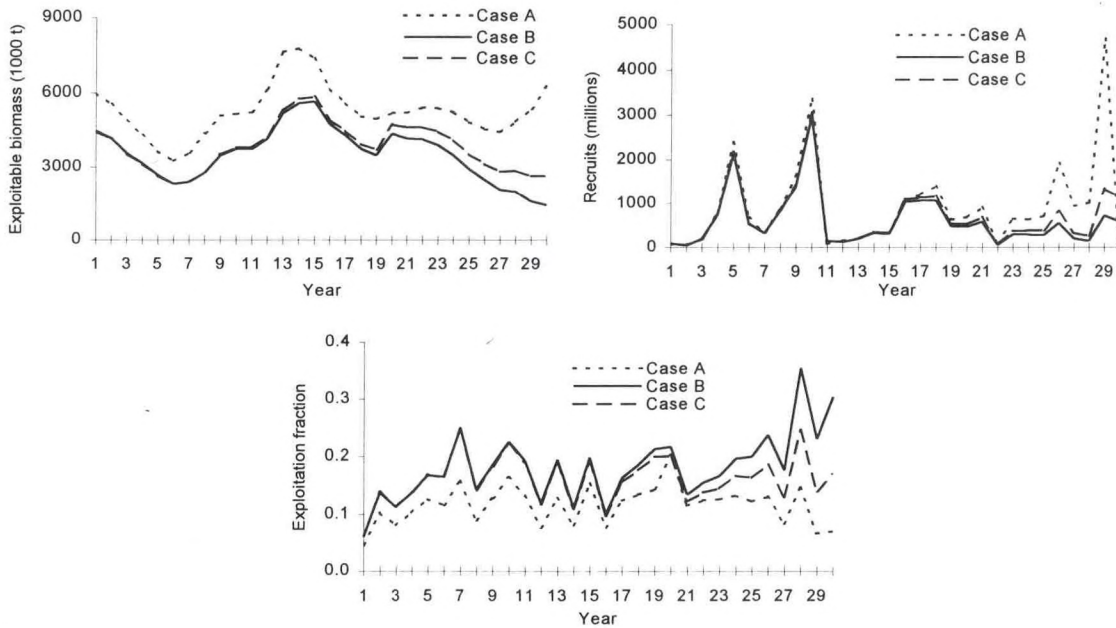 Exploitable biomass (1000 t)
9000
6000
3000
0
Case A
Case B
Case C
1 3 5 7 9 11 13 15 17 19 21 23 25 27 29
Year
Recruits (millions)
5000
4000
3000
2000
1000
0
Case A
Case B
Case C
1 3 5 7 9 11 13 15 17 19 21 23 25 27 29
Year
Exploitation fraction
0.4
0.3
0.2
0.1
0.0
Case A
Case B
Case C
1 3 5 7 9 11 13 15 17 19 21 23 25 27 29
Year